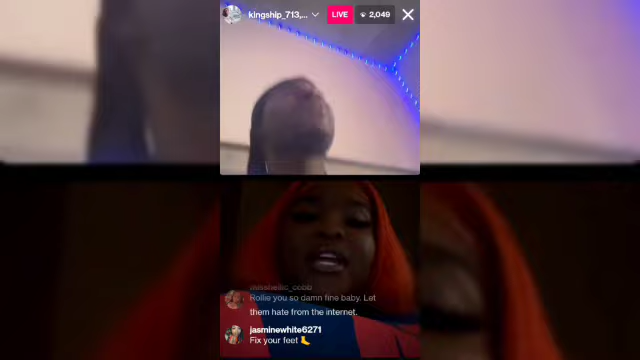 kingship_713,...
LIVE
2,049
Rollie you so damn fine baby. Let
them hate from the internet.
jasminewhite6271
Fix your feet 🦶